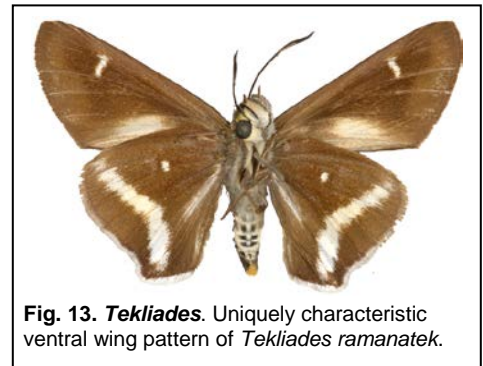 Fig. 13. Tekliades. Uniquely characteristic
ventral wing pattern of Tekliades ramanatek.